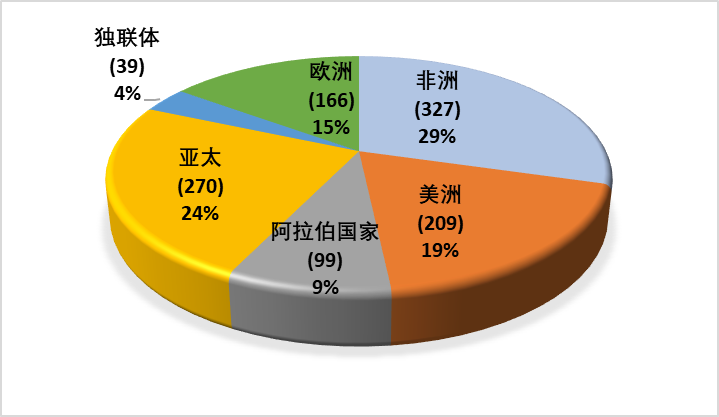 独联体
(39)
4%
欧洲
(166)
15%
非洲
(327)
29%
亚太
(270)
24%
美洲
(209)
19%
阿拉伯国家
(99)
9%